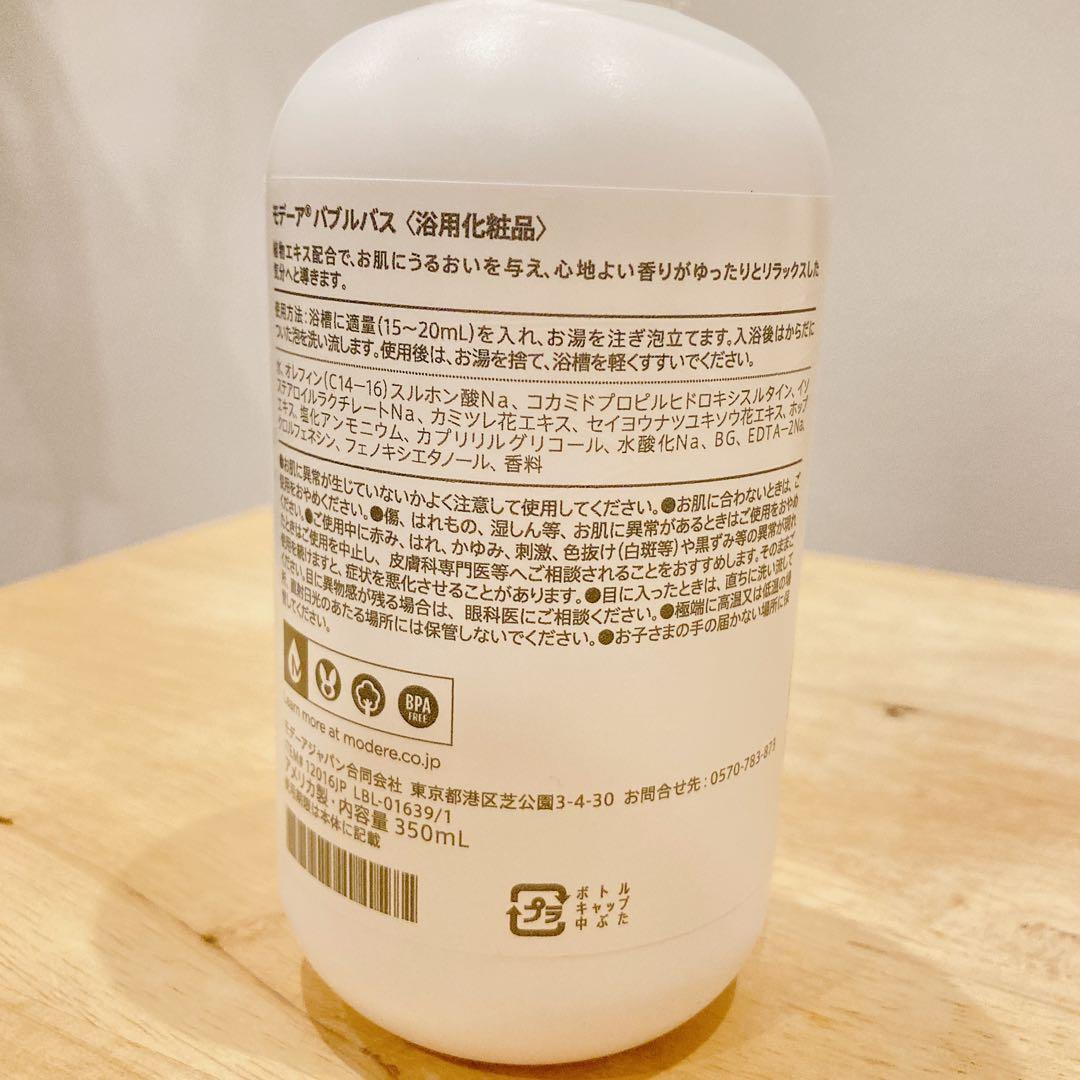 モデーア®バブルバス〈浴用化粧品〉
植物エキス配合で、お肌にうるおいを与え、心地よい香りがゆったりとリラックスした
気分へと導きます。
使用方法：浴槽に適量(15〜20mL)を入れ、お湯を注ぎ泡立てます。入浴後はからだに
ついた泡を洗い流します。使用後は、お湯を捨て、浴槽を軽くすすいでください。
水、オレフィン(C14−16)スルホン酸Na、コカミドプロピルヒドロキシスルタイン、イソ
ステアロイルラクチレートNa、カミツレ花エキス、セイヨウナツユキソウ花エキス、ホップ
エキス、塩化アンモニウム、カプリリルグリコール、水酸化Na、BG、EDTA−2Na、
クロルフェネシン、フェノキシエタノール、香料
●お肌に異常が生じていないかよく注意して使用してください。●お肌に合わないときは、ご
使用をおやめください。●傷、はれもの、湿しん等、お肌に異常があるときはご使用をおやめ
ください。●ご使用中に赤み、はれ、かゆみ、刺激、色抜け(白斑等)や黒ずみ等の異常が現れ
たときはご使用を中止し、皮膚科専門医等へご相談されることをおすすめします。そのままご
使用を続けますと、症状を悪化させることがあります。●目に入ったときは、直ちに洗い流して
ください。目に異物感が残る場合は、眼科医にご相談ください。●極端に高温又は低温の場
所、直射日光のあたる場所には保管しないでください。●お子さまの手の届かない場所に保
管してください。
BPA
FREE
Learn more at modere.co.jp
モデーアジャパン合同会社 東京都港区芝公園3-4-30 お問合せ先：0570-783-873
ITEM# 12016JP LBL-01639/1
アメリカ製・内容量 350mL
使用期限は本体に記載
プラ
ボトル
キャップ
中ぶた